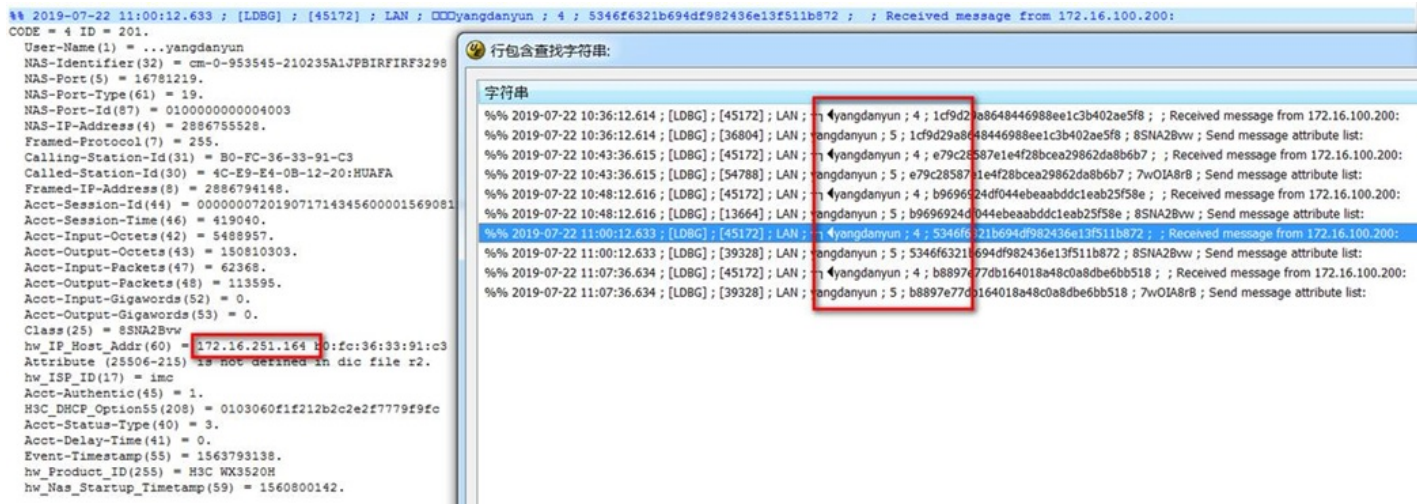 %% 2019-07-22 11:00:12.633 ; [LDBG] ; [45172] ; LAN ; □□□yangdanyun ; 4 ; 5346f6321b694df982436e13f511b872 ; ; Received message from 172.16.100.200:
CODE = 4 ID = 201.
User-Name(1) = ...yangdanyun
NAS-Identifier(32) = cm-0-953545-210235A1JPBIRFIRF3298
NAS-Port(5) = 16781219.
NAS-Port-Type(61) = 19.
NAS-Port-Id(87) = 0100000000004003
NAS-IP-Address(4) = 2886755528.
Framed-Protocol(7) = 255.
Calling-Station-Id(31) = B0-FC-36-33-91-C3
Called-Station-Id(30) = 4C-E9-E4-0B-12-20:HUAFA
Framed-IP-Address(8) = 2886794148.
Acct-Session-Id(44) = 000000072019071714345600001569081
Acct-Session-Time(46) = 419040.
Acct-Input-Octets(42) = 5488957.
Acct-Output-Octets(43) = 150810303.
Acct-Input-Packets(47) = 62368.
Acct-Output-Packets(48) = 113595.
Acct-Input-Gigawords(52) = 0.
Acct-Output-Gigawords(53) = 0.
Class(25) = 8SNA2Bvw
hw_IP_Host_Addr(60) = 172.16.251.164 b0:fc:36:33:91:c3
Attribute (25506-215) is not defined in dic file r2.
hw_ISP_ID(17) = imc
Acct-Authentic(45) = 1.
H3C_DHCP_Option55(208) = 0103060f1f212b2c2e2f7779f9fc
Acct-Status-Type(40) = 3.
Acct-Delay-Time(41) = 0.
Event-Timestamp(55) = 1563793138.
hw_Product_ID(255) = H3C WX3520H
hw_Nas_Startup_Timetamp(59) = 1560800142.
行包含查找字符串:
字符串
%% 2019-07-22 10:36:12.614 ; [LDBG] ; [45172] ; LAN ; ┐◀yangdanyun ; 4 ; 1cf9d29a8648446988ee1c3b402ae5f8 ; ; Received message from 172.16.100.200:
%% 2019-07-22 10:36:12.614 ; [LDBG] ; [36804] ; LAN ; yangdanyun ; 5 ; 1cf9d29a8648446988ee1c3b402ae5f8 ; 8SNA2Bvw ; Send message attribute list:
%% 2019-07-22 10:43:36.615 ; [LDBG] ; [45172] ; LAN ; ┐◀yangdanyun ; 4 ; e79c28587e1e4f28bcea29862da8b6b7 ; ; Received message from 172.16.100.200:
%% 2019-07-22 10:43:36.615 ; [LDBG] ; [54788] ; LAN ; yangdanyun ; 5 ; e79c28587e1e4f28bcea29862da8b6b7 ; 7wOIA8rB ; Send message attribute list:
%% 2019-07-22 10:48:12.616 ; [LDBG] ; [45172] ; LAN ; ┐◀yangdanyun ; 4 ; b9696924df044ebeaabddc1eab25f58e ; ; Received message from 172.16.100.200:
%% 2019-07-22 10:48:12.616 ; [LDBG] ; [13664] ; LAN ; yangdanyun ; 5 ; b9696924df044ebeaabddc1eab25f58e ; 8SNA2Bvw ; Send message attribute list:
%% 2019-07-22 11:00:12.633 ; [LDBG] ; [45172] ; LAN ; ┐◀yangdanyun ; 4 ; 5346f6321b694df982436e13f511b872 ; ; Received message from 172.16.100.200:
%% 2019-07-22 11:00:12.633 ; [LDBG] ; [39328] ; LAN ; yangdanyun ; 5 ; 5346f6321b694df982436e13f511b872 ; 8SNA2Bvw ; Send message attribute list:
%% 2019-07-22 11:07:36.634 ; [LDBG] ; [45172] ; LAN ; ┐◀yangdanyun ; 4 ; b8897e77db164018a48c0a8dbe6bb518 ; ; Received message from 172.16.100.200:
%% 2019-07-22 11:07:36.634 ; [LDBG] ; [39328] ; LAN ; yangdanyun ; 5 ; b8897e77db164018a48c0a8dbe6bb518 ; 7wOIA8rB ; Send message attribute list: